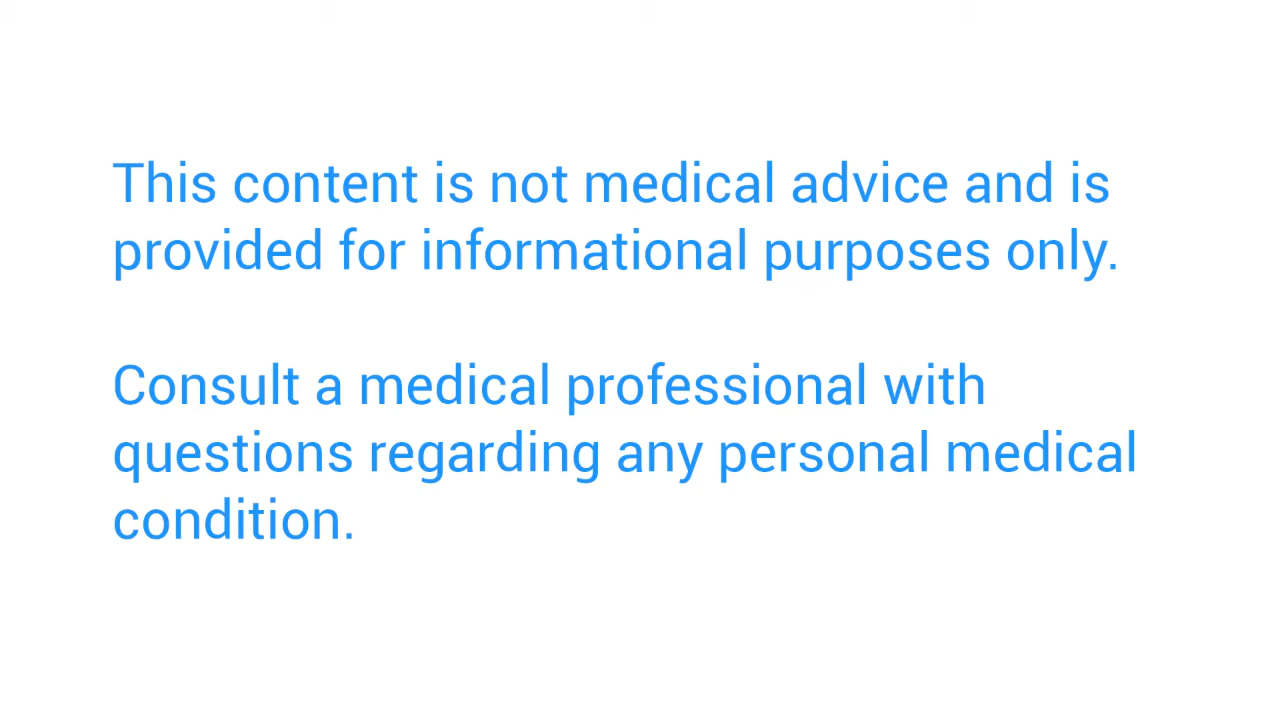 This content is not medical advice and is
provided for informational purposes only.
Consult a medical professional with
questions regarding any personal medical
condition.